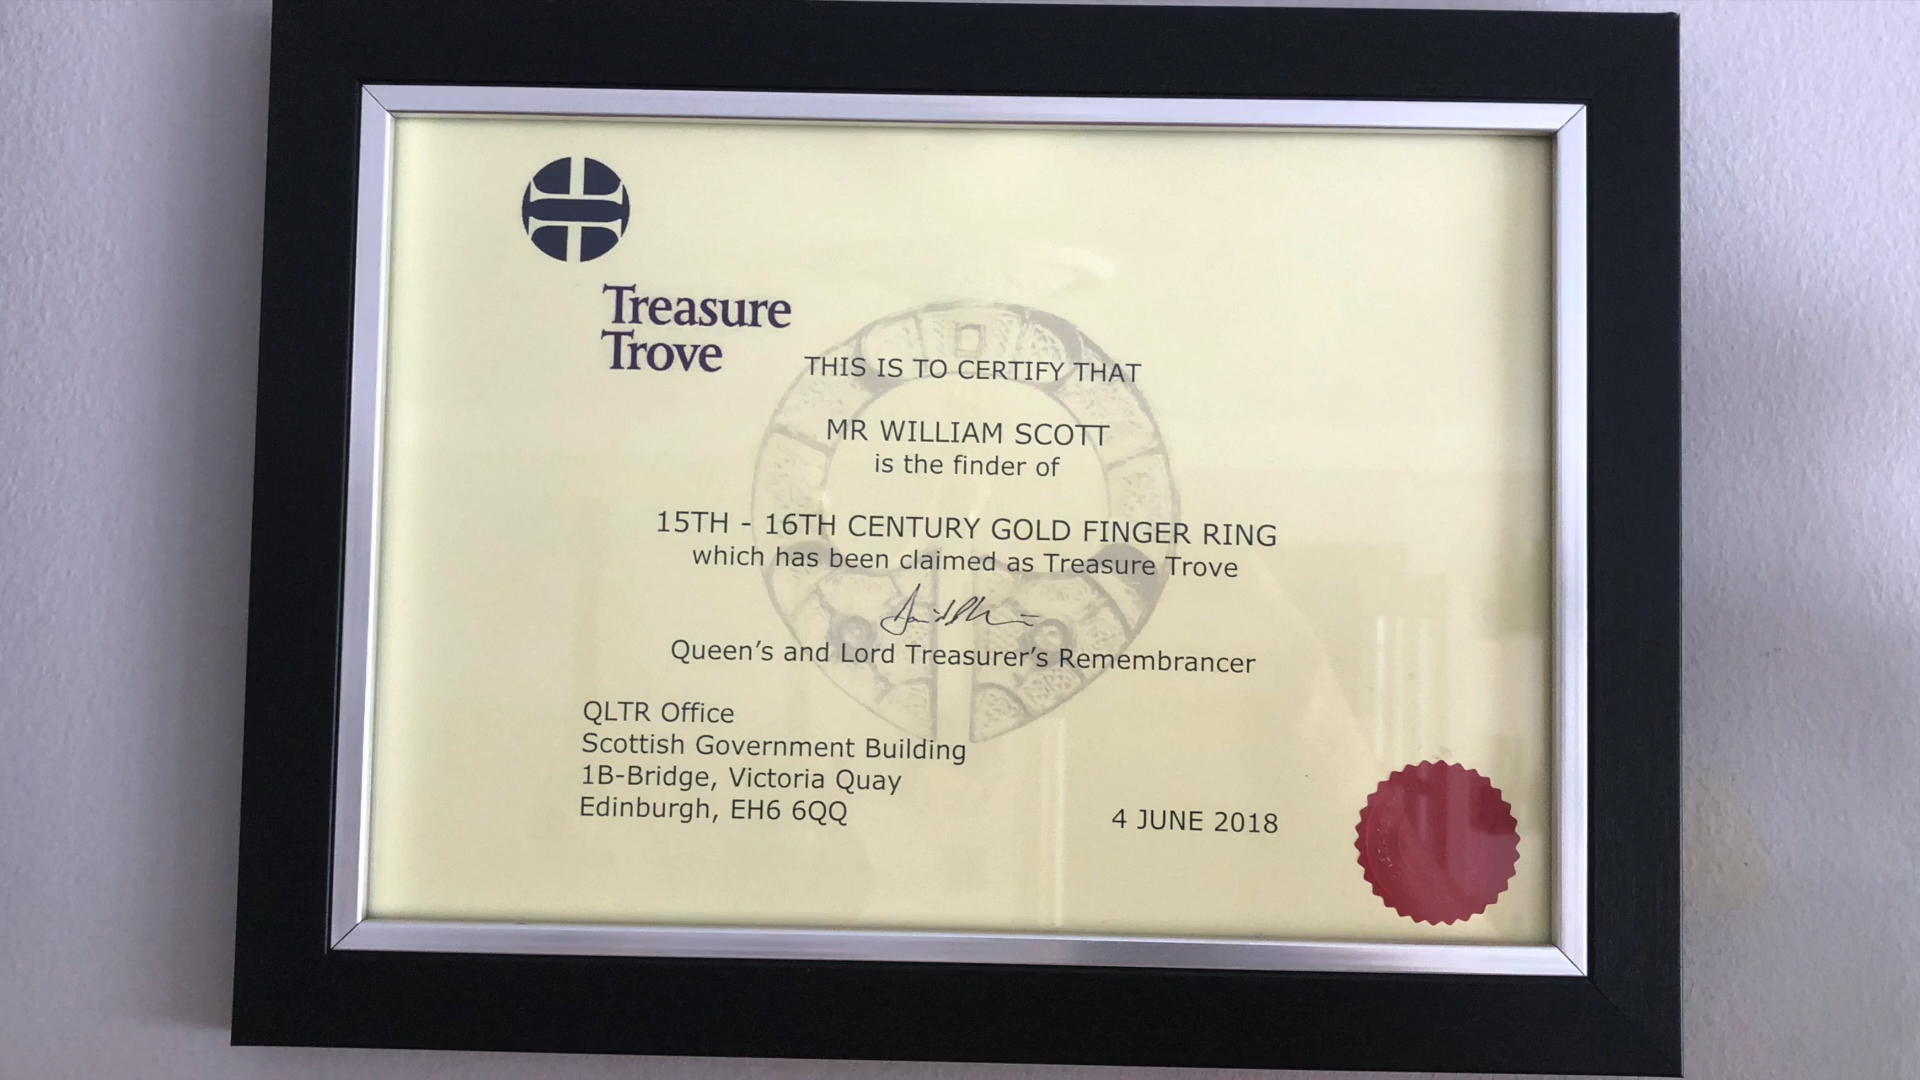 Treasure
Trove
THIS IS TO CERTIFY THAT
MR WILLIAM SCOTT
is the finder of
15TH - 16TH CENTURY GOLD FINGER RING
which has been claimed as Treasure Trove
Queen's and Lord Treasurer's Remembrancer
QLTR Office
Scottish Government Building
1B-Bridge, Victoria Quay
Edinburgh, EH6 6QQ
4 JUNE 2018